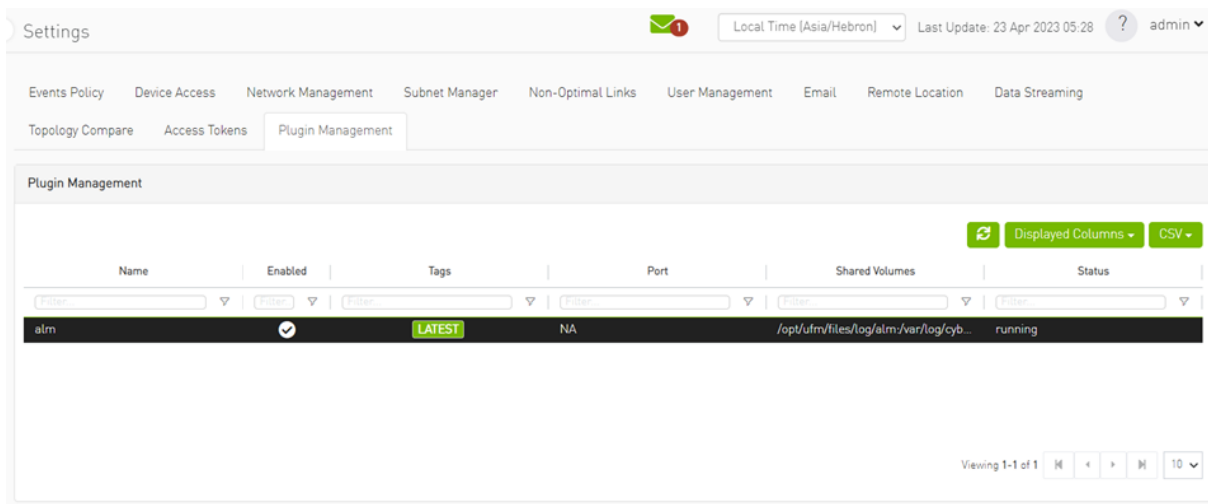 Settings
1
Local Time (Asia/Hebron)
Last Update: 23 Apr 2023 05:28
?
admin
Events Policy Device Access Network Management Subnet Manager Non-Optimal Links User Management Email Remote Location Data Streaming
Topology Compare Access Tokens Plugin Management
Plugin Management
Displayed Columns CSV
Name Enabled Tags Port Shared Volumes Status
Filter... Filter... Filter... Filter... Filter... Filter...
alm LATEST NA /opt/ufm/files/log/alm:/var/log/cyb... running
Viewing 1-1 of 1 10